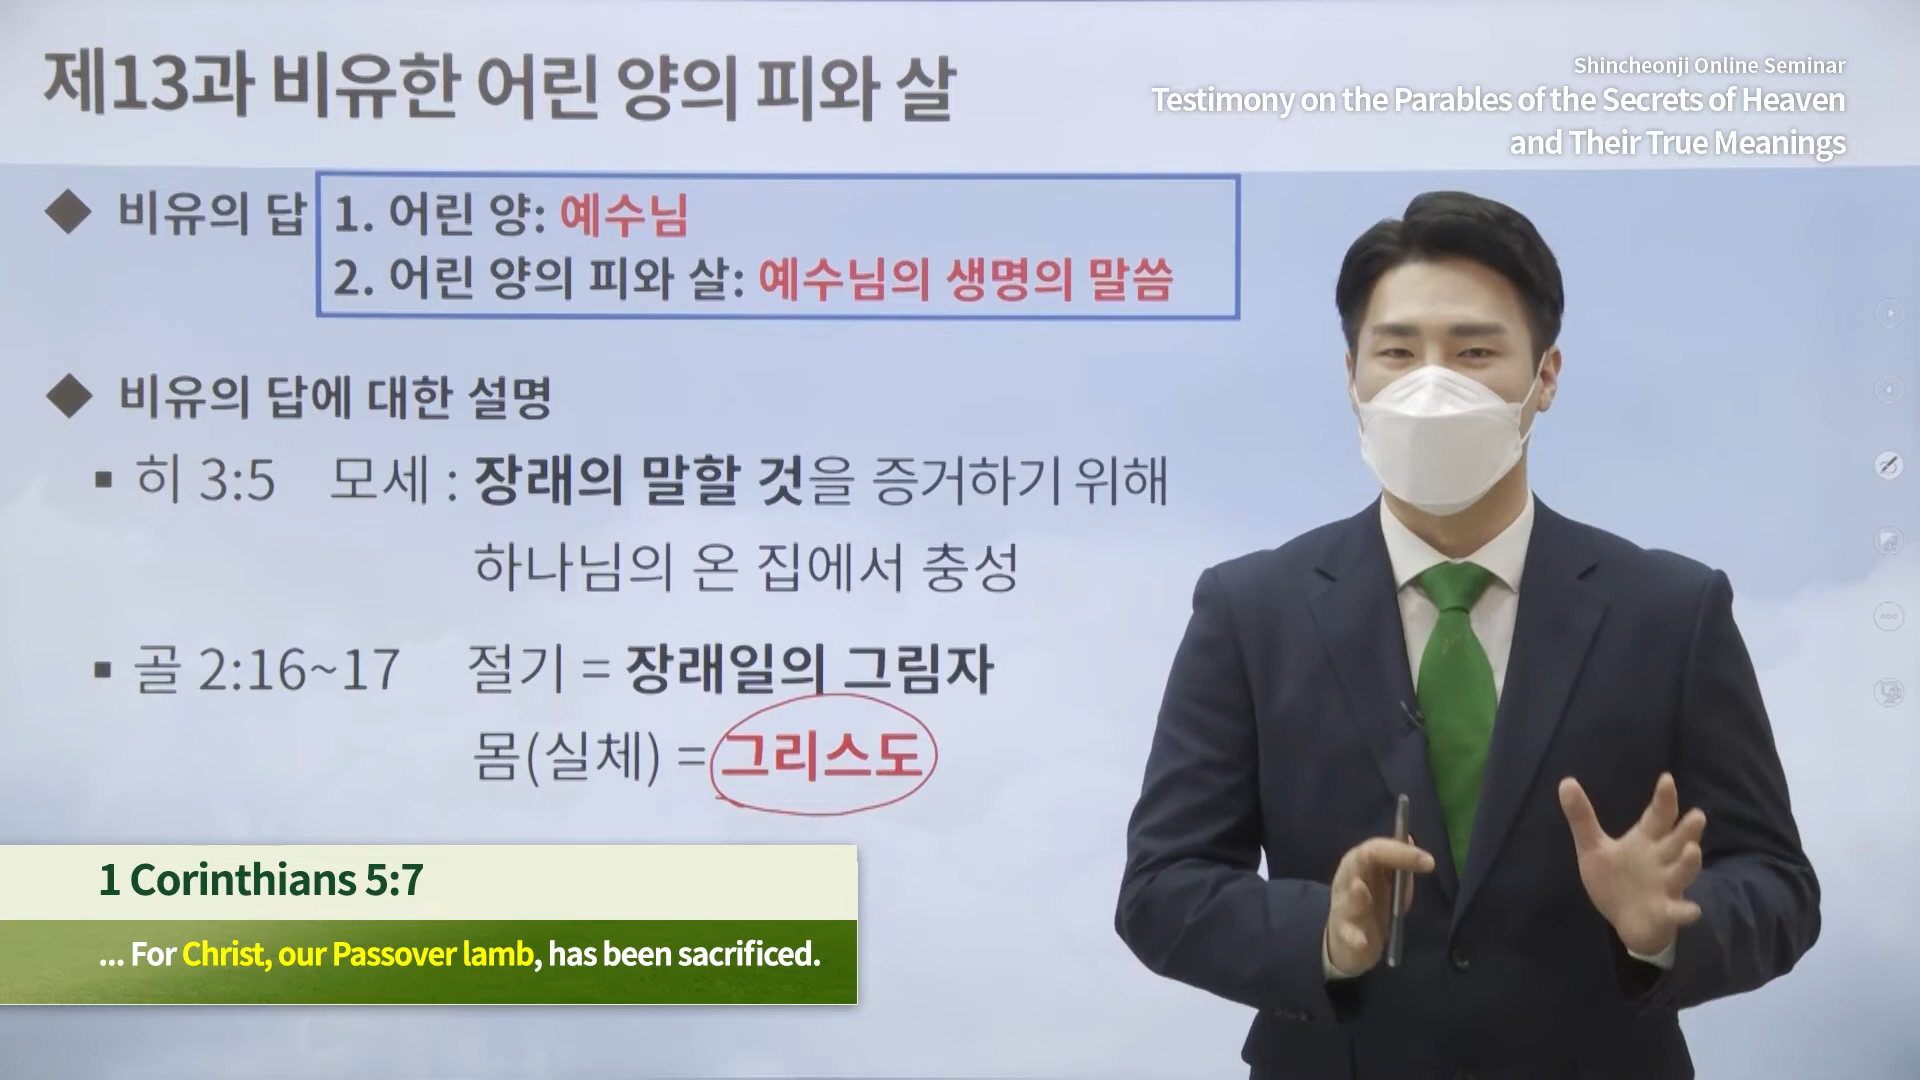 제13과 비유한 어린 양의 피와 살
Shincheonji Online Seminar
Testimony on the Parables of the Secrets of Heaven
and Their True Meanings
◆ 비유의 답
1. 어린 양: 예수님
2. 어린 양의 피와 살: 예수님의 생명의 말씀
◆ 비유의 답에 대한 설명
▪ 히 3:5 모세 : 장래의 말할 것을 증거하기 위해
하나님의 온 집에서 충성
▪ 골 2:16~17 절기 = 장래일의 그림자
몸(실체) = 그리스도
1 Corinthians 5:7
... For Christ, our Passover lamb, has been sacrificed.